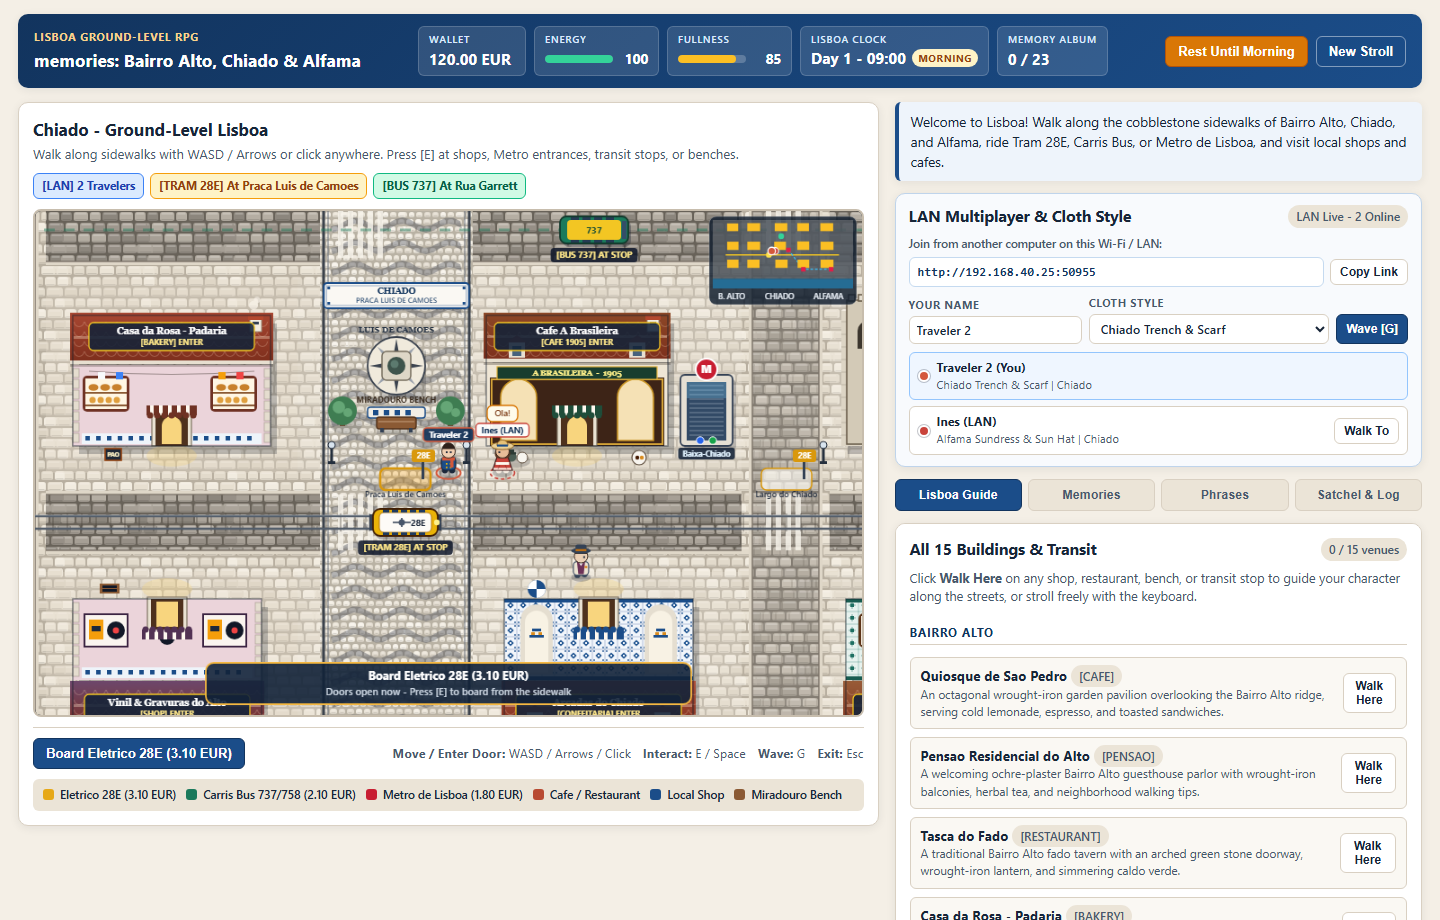 LISBOA GROUND-LEVEL RPG
memories: Bairro Alto, Chiado & Alfama
WALLET
120.00 EUR
ENERGY
100
FULLNESS
85
LISBOA CLOCK
Day 1 - 09:00 MORNING
MEMORY ALBUM
0 / 23
Rest Until Morning
New Stroll
Chiado - Ground-Level Lisboa
Walk along sidewalks with WASD / Arrows or click anywhere. Press [E] at shops, Metro entrances, transit stops, or benches.
[LAN] 2 Travelers
[TRAM 28E] At Praca Luis de Camoes
[BUS 737] At Rua Garrett
737
[BUS 737] AT STOP
B. ALTO
CHIADO
ALFAMA
CHIADO
PRACA LUIS DE CAMOES
LUIS DE CAMOES
Casa da Rosa - Padaria
[BAKERY] ENTER
Cafe A Brasileira
[CAFE 1905] ENTER
A BRASILEIRA - 1905
M
MIRADOURO BENCH
Ola!
Traveler 2
Ines (LAN)
PAO
28E
Baixa-Chiado
28E
Praca Luis de Camoes
Largo do Chiado
28E
[TRAM 28E] AT STOP
Board Eletrico 28E (3.10 EUR)
Doors open now - Press [E] to board from the sidewalk
Vinil & Gravuras do
[SHOP] ENTER
[CONFEITARIA] ENTER
Board Eletrico 28E (3.10 EUR)
Move / Enter Door: WASD / Arrows / Click
Interact: E / Space
Wave: G
Exit: Esc
Eletrico 28E (3.10 EUR)
Carris Bus 737/758 (2.10 EUR)
Metro de Lisboa (1.80 EUR)
Cafe / Restaurant
Local Shop
Miradouro Bench
Welcome to Lisboa! Walk along the cobblestone sidewalks of Bairro Alto, Chiado,
and Alfama, ride Tram 28E, Carris Bus, or Metro de Lisboa, and visit local shops and
cafes.
LAN Multiplayer & Cloth Style
LAN Live - 2 Online
Join from another computer on this Wi-Fi / LAN:
http://192.168.40.25:50955
Copy Link
YOUR NAME
CLOTH STYLE
Traveler 2
Chiado Trench & Scarf
Wave [G]
Traveler 2 (You)
Chiado Trench & Scarf | Chiado
Ines (LAN)
Alfama Sundress & Sun Hat | Chiado
Walk To
Lisboa Guide
Memories
Phrases
Satchel & Log
All 15 Buildings & Transit
0 / 15 venues
Click Walk Here on any shop, restaurant, bench, or transit stop to guide your character
along the streets, or stroll freely with the keyboard.
BAIRRO ALTO
Quiosque de Sao Pedro [CAFE]
An octagonal wrought-iron garden pavilion overlooking the Bairro Alto ridge,
serving cold lemonade, espresso, and toasted sandwiches.
Walk
Here
Pensao Residencial do Alto [PENSAO]
A welcoming ochre-plaster Bairro Alto guesthouse parlor with wrought-iron
balconies, herbal tea, and neighborhood walking tips.
Walk
Here
Tasca do Fado [RESTAURANT]
A traditional Bairro Alto fado tavern with an arched green stone doorway,
wrought-iron lantern, and simmering caldo verde.
Walk
Here
Casa da Rosa - Padaria [BAKERY]